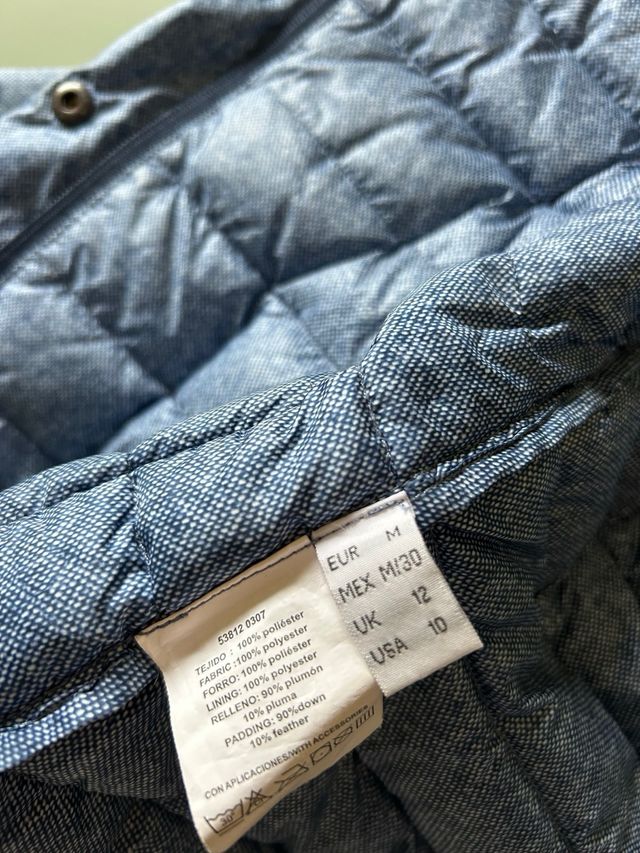 53812 0307
TEJIDO : 100% poliéster
FABRIC :100% polyester
FORRO: 100% poliéster
LINING: 100% polyester
RELLENO: 90% plumón
10% pluma
PADDING: 90%down
10% feather
CON APLICACIONES/WITH ACCESSORIES
30°
EUR M
MEX M/30
UK 12
USA 10